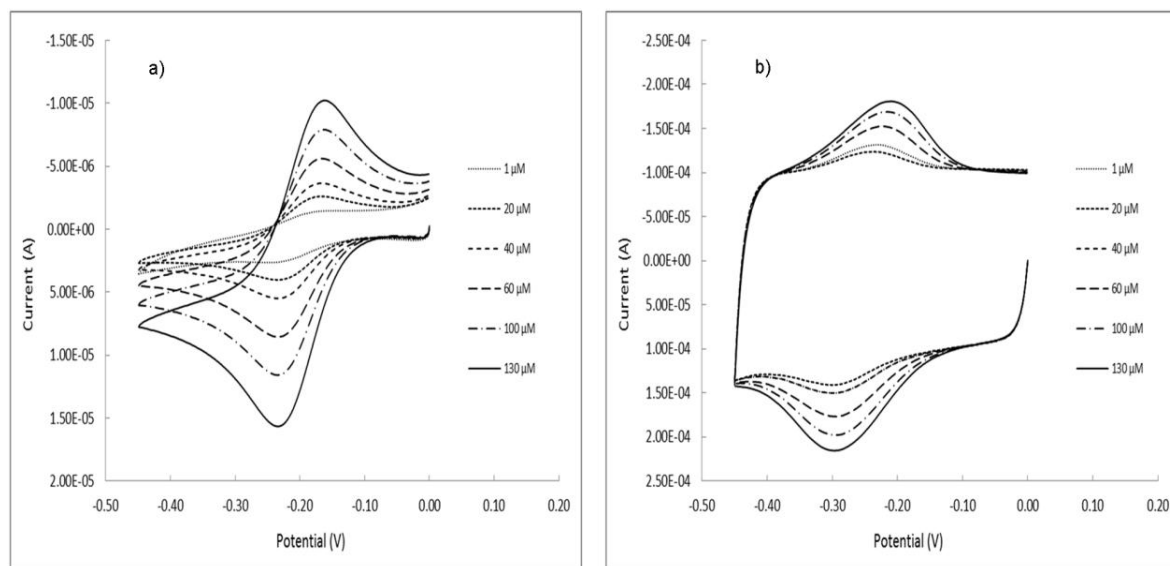 a)
-1.50E-05
-1.00E-05
-5.00E-06
0.00E+00
5.00E-06
1.00E-05
1.50E-05
2.00E-05
Current (A)
-0.50 -0.40 -0.30 -0.20 -0.10 0.00 0.10 0.20
Potential (V)
1 µM
20 µM
40 µM
60 µM
100 µM
130 µM
b)
-2.50E-04
-2.00E-04
-1.50E-04
-1.00E-04
-5.00E-05
0.00E+00
5.00E-05
1.00E-04
1.50E-04
2.00E-04
2.50E-04
Current (A)
-0.50 -0.40 -0.30 -0.20 -0.10 0.00 0.10 0.20
Potential (V)
1 µM
20 µM
40 µM
60 µM
100 µM
130 µM